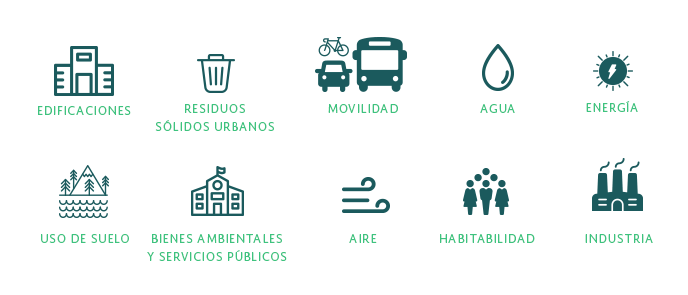 EDIFICACIONES
RESIDUOS
SÓLIDOS URBANOS
MOVILIDAD
AGUA
ENERGÍA
USO DE SUELO
BIENES AMBIENTALES
Y SERVICIOS PÚBLICOS
AIRE
HABITABILIDAD
INDUSTRIA